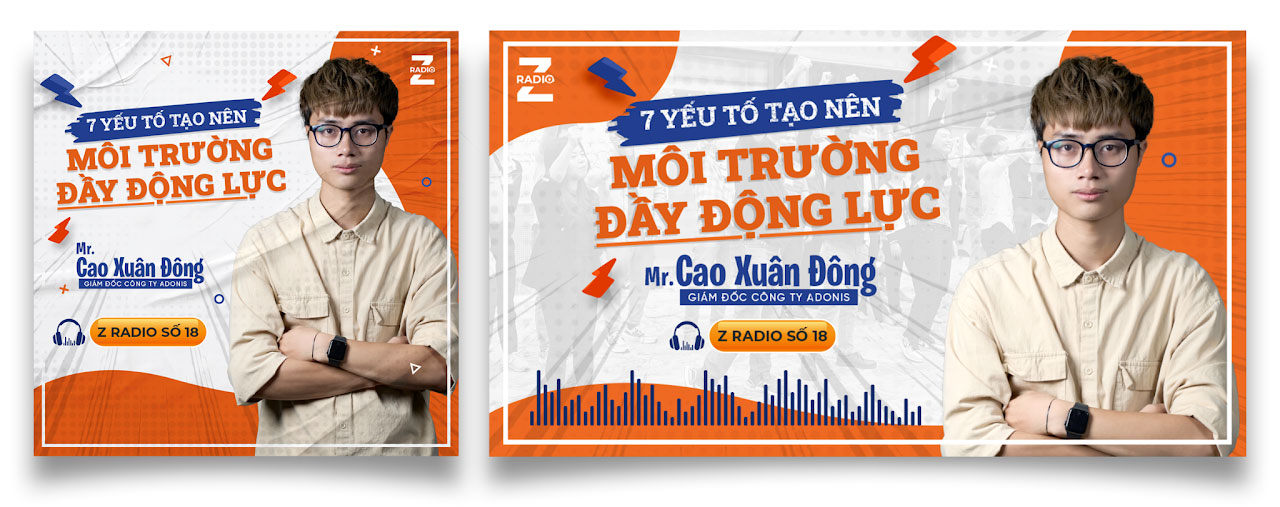 Z
RADIO
7 YẾU TỐ TẠO NÊN
MÔI TRƯỜNG
ĐẦY ĐỘNG LỰC
Mr.
Cao Xuân Đông
GIÁM ĐỐC CÔNG TY ADONIS
Z RADIO SỐ 18
Z
RADIO
7 YẾU TỐ TẠO NÊN
MÔI TRƯỜNG
ĐẦY ĐỘNG LỰC
Mr. Cao Xuân Đông
GIÁM ĐỐC CÔNG TY ADONIS
Z RADIO SỐ 18